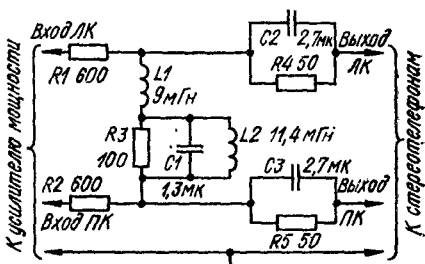 К усилителю мощности
Вход ЛК
R1 600
L1
9мГн
C2
2,7мк
Выход
ЛК
R4 50
R3
100
C1
1,3мк
L2 11,4 мГн
R2 600
Вход ПК
C3
2,7мк
Выход
ПК
R5 50
К стереотелефонам